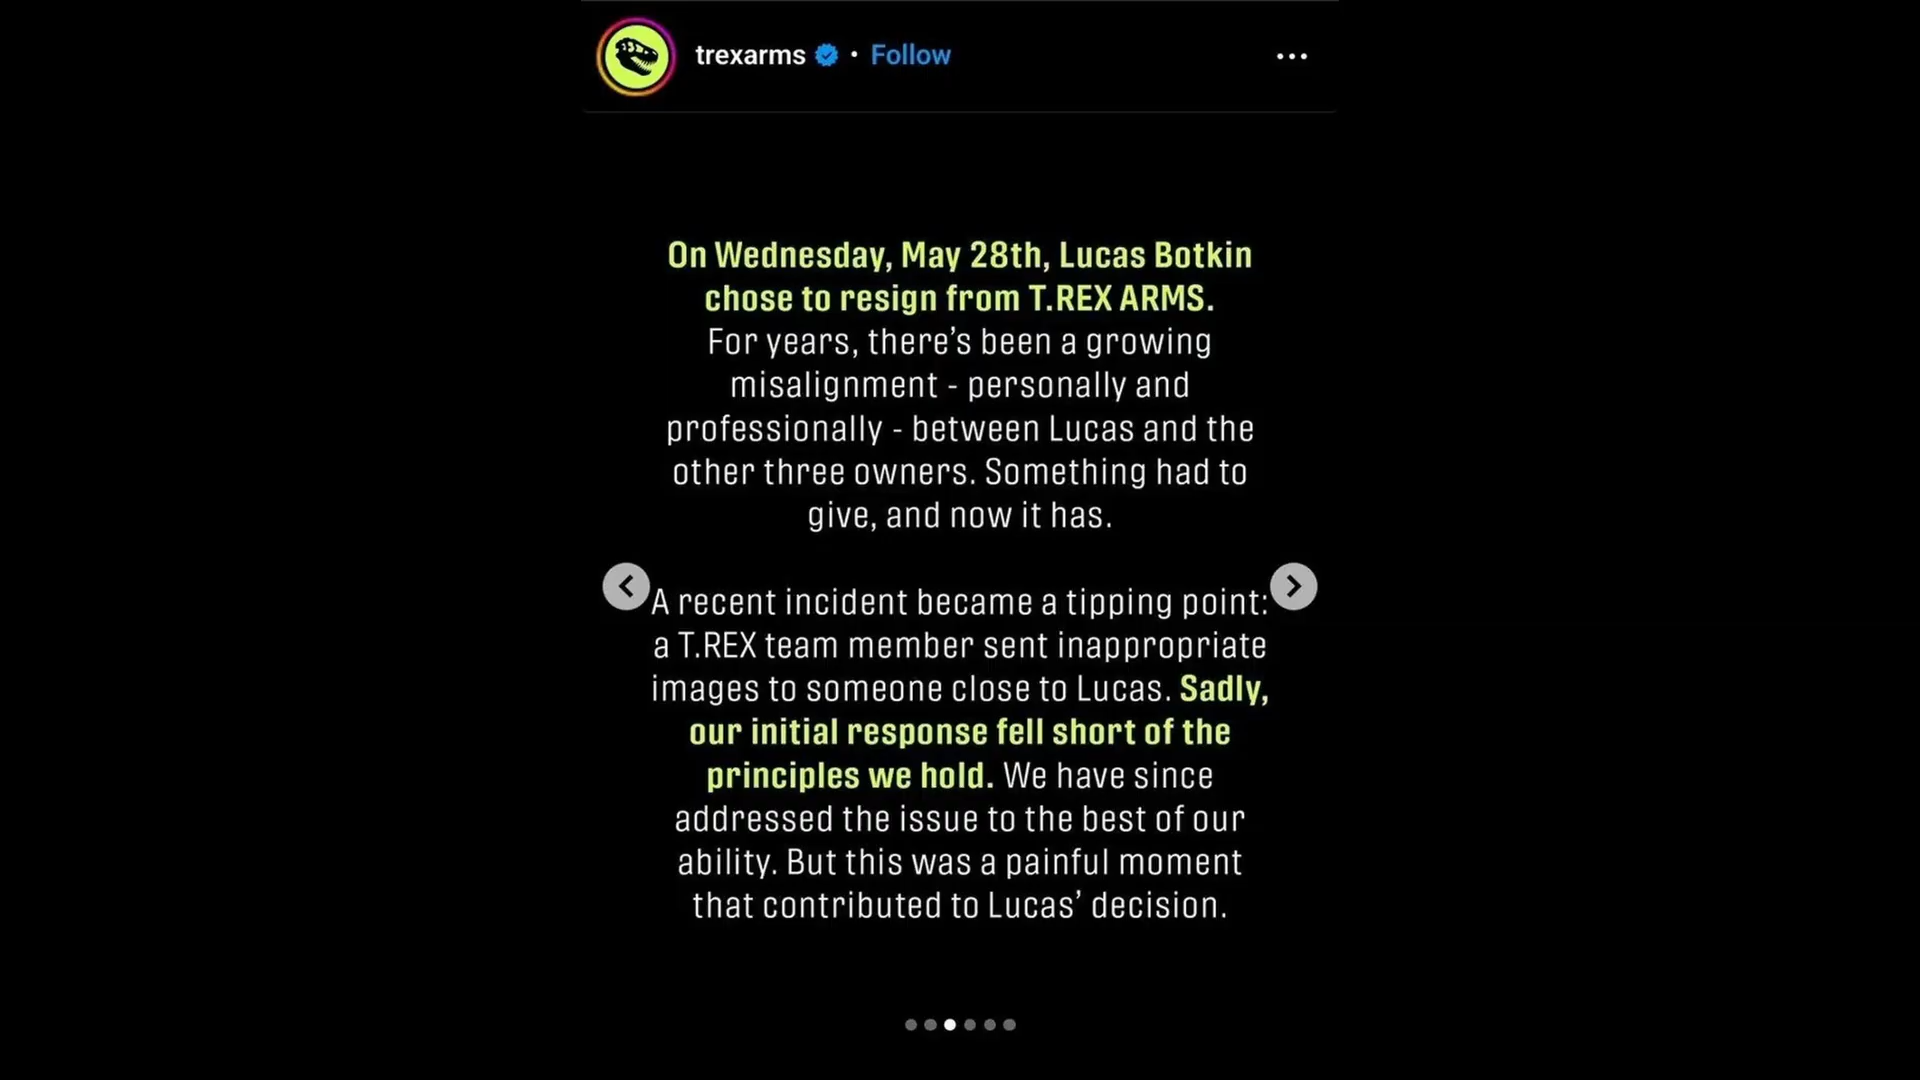 trexarms • Follow
On Wednesday, May 28th, Lucas Botkin
chose to resign from T.REX ARMS.
For years, there's been a growing
misalignment - personally and
professionally - between Lucas and the
other three owners. Something had to
give, and now it has.
A recent incident became a tipping point:
a T.REX team member sent inappropriate
images to someone close to Lucas. Sadly,
our initial response fell short of the
principles we hold. We have since
addressed the issue to the best of our
ability. But this was a painful moment
that contributed to Lucas' decision.